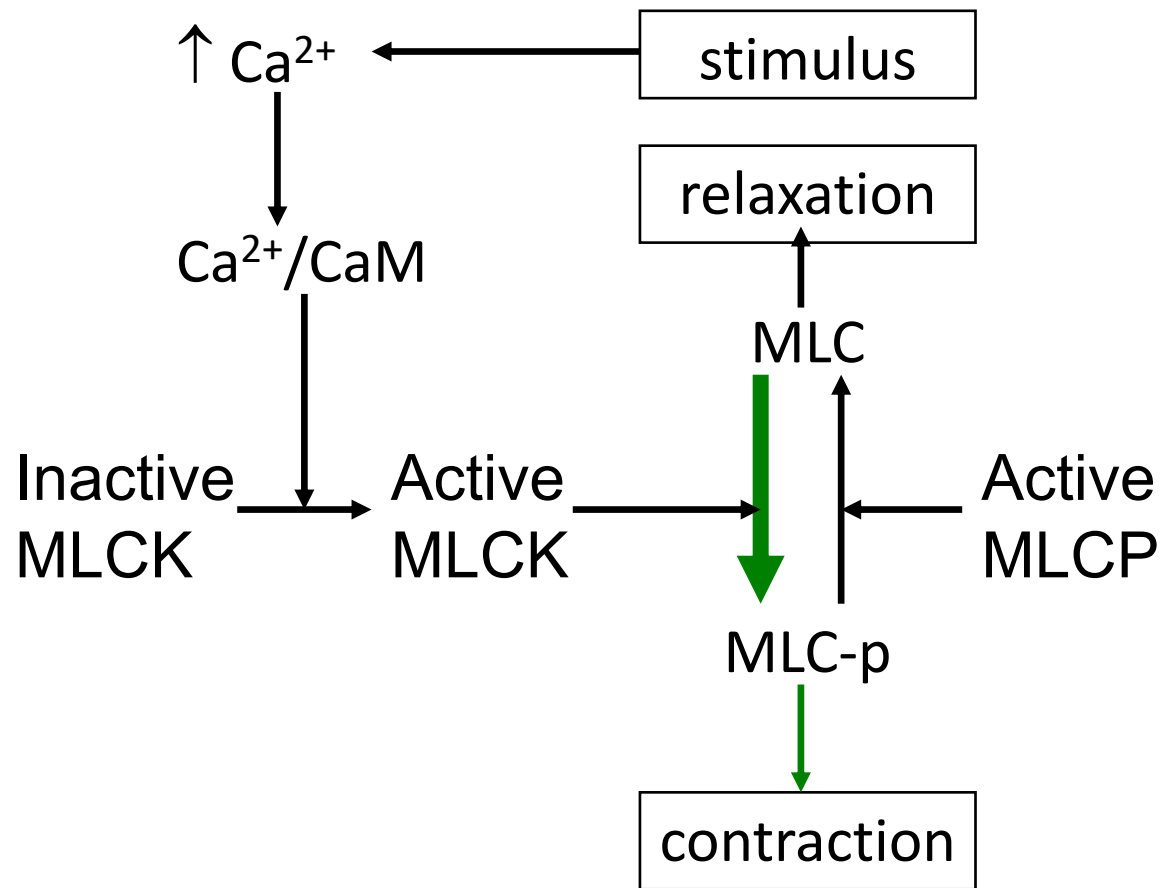 ↑ Ca²⁺
stimulus
relaxation
Ca²⁺/CaM
MLC
Inactive
MLCK
Active
MLCK
Active
MLCP
MLC-p
contraction